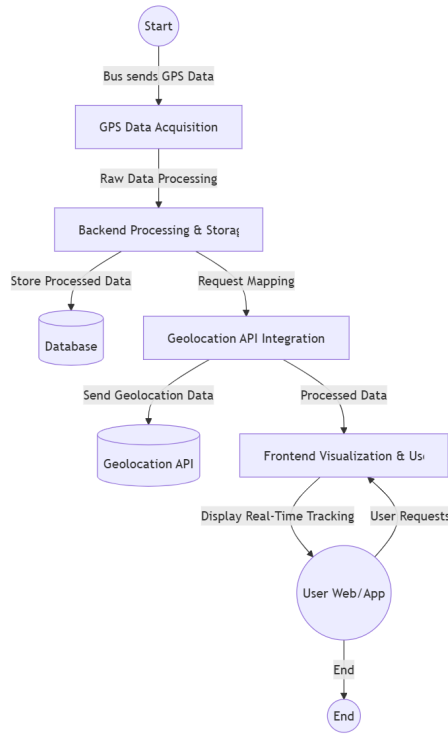 Start
Bus sends GPS Data
GPS Data Acquisition
Raw Data Processing
Backend Processing & Storag
Store Processed Data
Request Mapping
Database
Geolocation API Integration
Send Geolocation Data
Processed Data
Geolocation API
Frontend Visualization & Us
Display Real-Time Tracking
User Requests
User Web/App
End
End